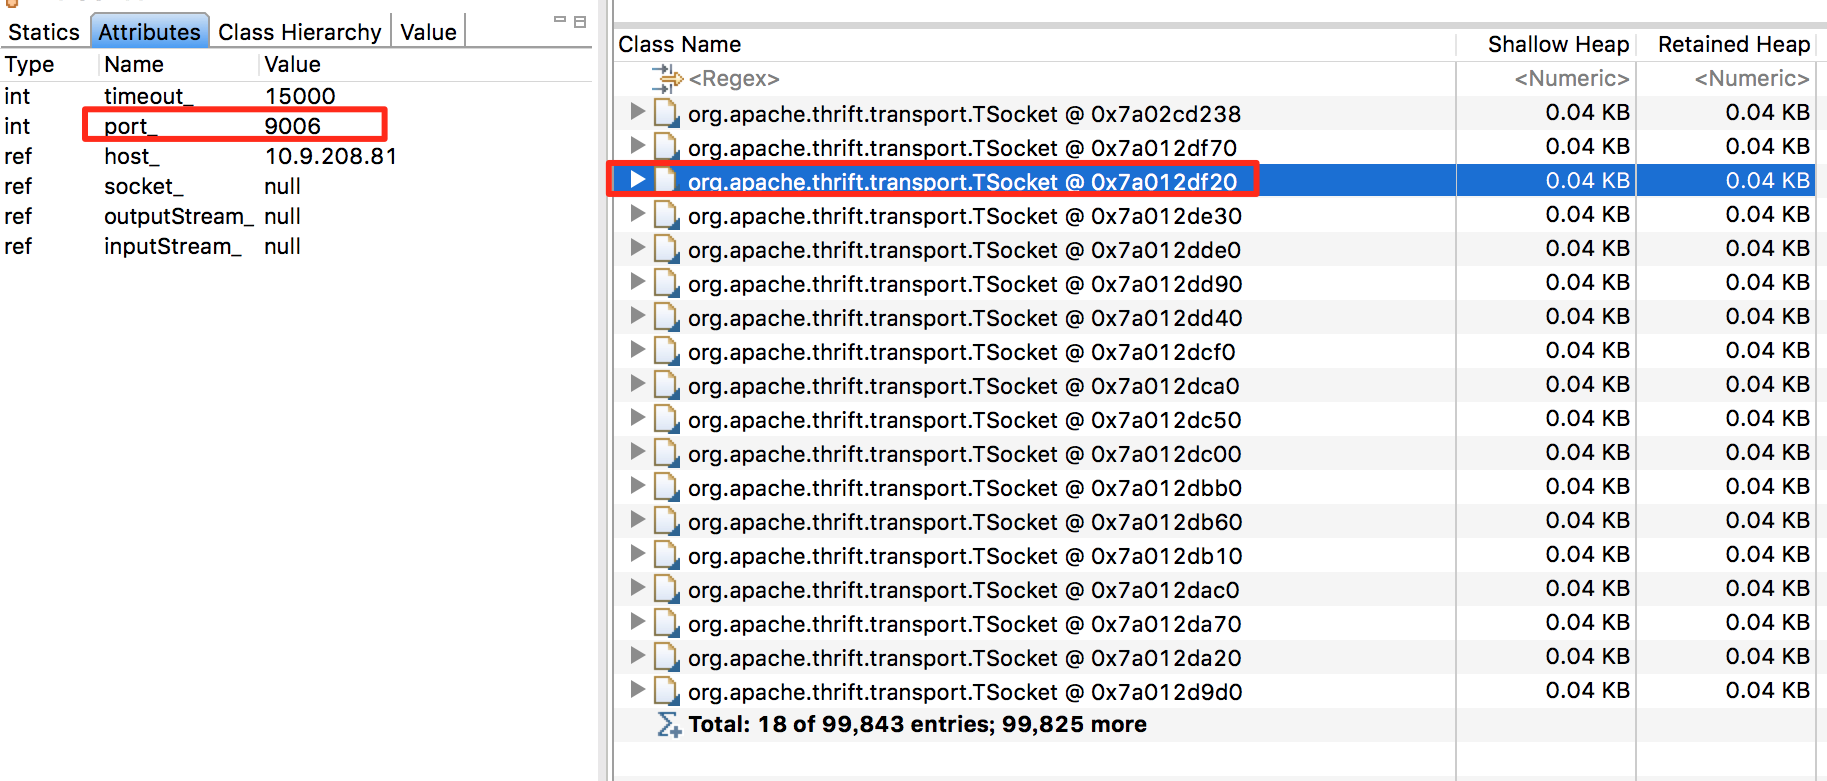 Statics Attributes Class Hierarchy Value
Type Name Value
int timeout_ 15000
int port_ 9006
ref host_ 10.9.208.81
ref socket_ null
ref outputStream_ null
ref inputStream_ null
Class Name Shallow Heap Retained Heap
<Regex> <Numeric> <Numeric>
org.apache.thrift.transport.TSocket @ 0x7a02cd238 0.04 KB 0.04 KB
org.apache.thrift.transport.TSocket @ 0x7a012df70 0.04 KB 0.04 KB
org.apache.thrift.transport.TSocket @ 0x7a012df20 0.04 KB 0.04 KB
org.apache.thrift.transport.TSocket @ 0x7a012de30 0.04 KB 0.04 KB
org.apache.thrift.transport.TSocket @ 0x7a012dde0 0.04 KB 0.04 KB
org.apache.thrift.transport.TSocket @ 0x7a012dd90 0.04 KB 0.04 KB
org.apache.thrift.transport.TSocket @ 0x7a012dd40 0.04 KB 0.04 KB
org.apache.thrift.transport.TSocket @ 0x7a012dcf0 0.04 KB 0.04 KB
org.apache.thrift.transport.TSocket @ 0x7a012dca0 0.04 KB 0.04 KB
org.apache.thrift.transport.TSocket @ 0x7a012dc50 0.04 KB 0.04 KB
org.apache.thrift.transport.TSocket @ 0x7a012dc00 0.04 KB 0.04 KB
org.apache.thrift.transport.TSocket @ 0x7a012dbb0 0.04 KB 0.04 KB
org.apache.thrift.transport.TSocket @ 0x7a012db60 0.04 KB 0.04 KB
org.apache.thrift.transport.TSocket @ 0x7a012db10 0.04 KB 0.04 KB
org.apache.thrift.transport.TSocket @ 0x7a012dac0 0.04 KB 0.04 KB
org.apache.thrift.transport.TSocket @ 0x7a012da70 0.04 KB 0.04 KB
org.apache.thrift.transport.TSocket @ 0x7a012da20 0.04 KB 0.04 KB
org.apache.thrift.transport.TSocket @ 0x7a012d9d0 0.04 KB 0.04 KB
Total: 18 of 99,843 entries; 99,825 more